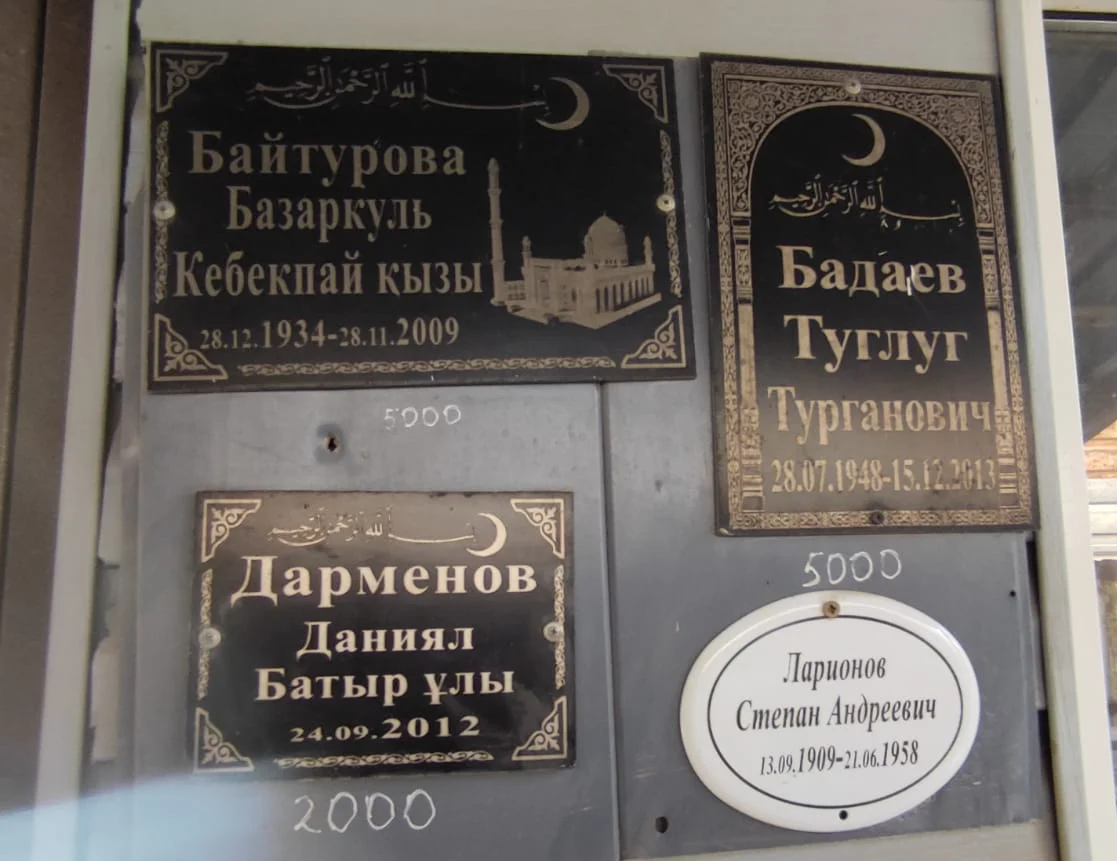 بسم الله الرحمن الرحيم
Байтурова
Базаркуль
Кебекпай қызы
28.12.1934-28.11.2009
5000
بسم الله الرحمن الرحيم
Бадаев
Туглуг
Турганович
28.07.1948-15.12.2013
5000
بسم الله الرحمن الرحيم
Дарменов
Даниял
Батыр ұлы
24.09.2012
2000
Ларионов
Степан Андреевич
13.09.1909-21.06.1958